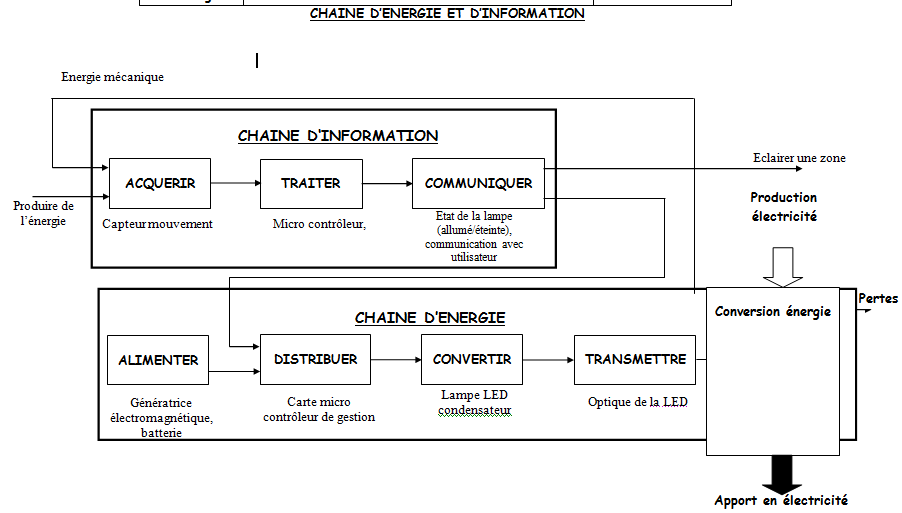 CHAINE D'ENERGIE ET D'INFORMATION
Energie mécanique
CHAINE D'INFORMATION
ACQUERIR
TRAITER
COMMUNIQUER
Eclairer une zone
Produire de
l'énergie
Capteur mouvement
Micro contrôleur,
Etat de la lampe
(allumé/éteinte),
communication avec
utilisateur
Production
électricité
CHAINE D'ENERGIE
Conversion énergie
Pertes
ALIMENTER
DISTRIBUER
CONVERTIR
TRANSMETTRE
Génératrice
électromagnétique,
batterie
Carte micro
contrôleur de gestion
Lampe LED
condensateur
Optique de la LED
Apport en électricité